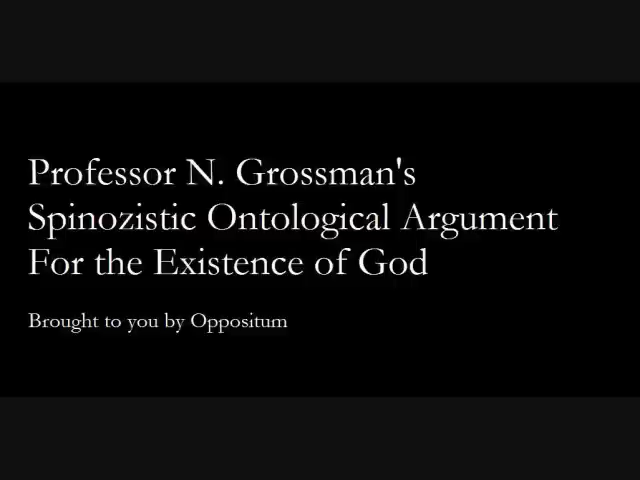 Professor N. Grossman's
Spinozistic Ontological Argument
For the Existence of God
Brought to you by Oppositum